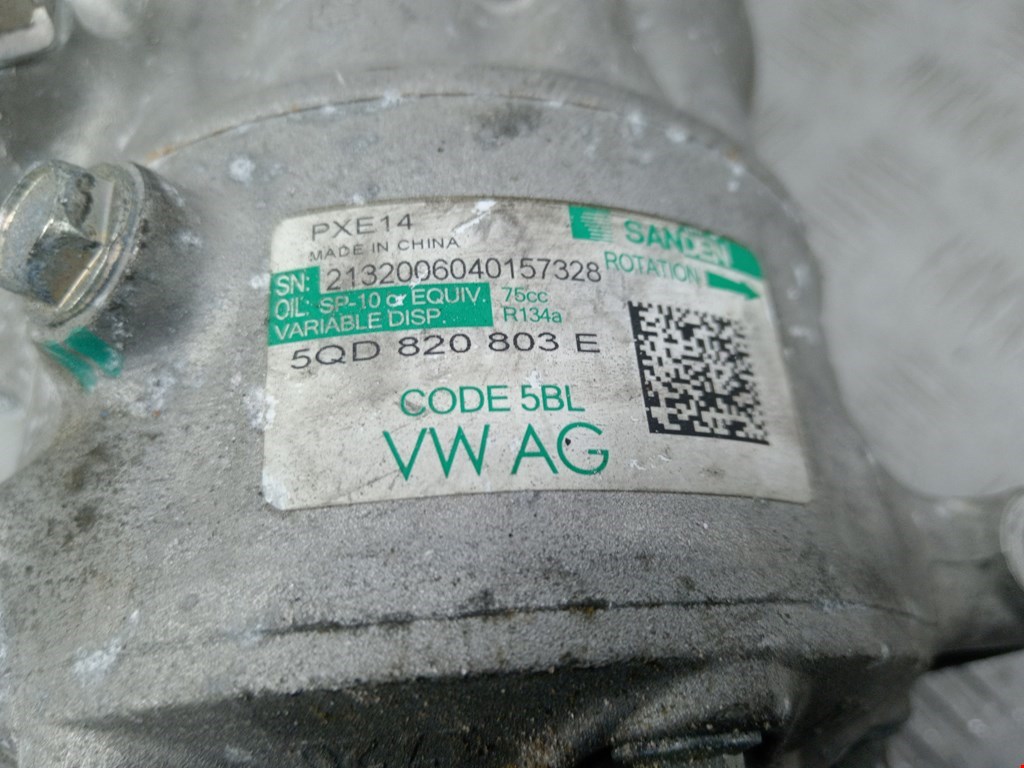 PXE14
MADE IN CHINA
SANDEN
SN: 2132006040157328
ROTATION
OIL: SP-10 or EQUIV. 75cc
VARIABLE DISP. R134a
5QD 820 803 E
CODE 5BL
VW AG